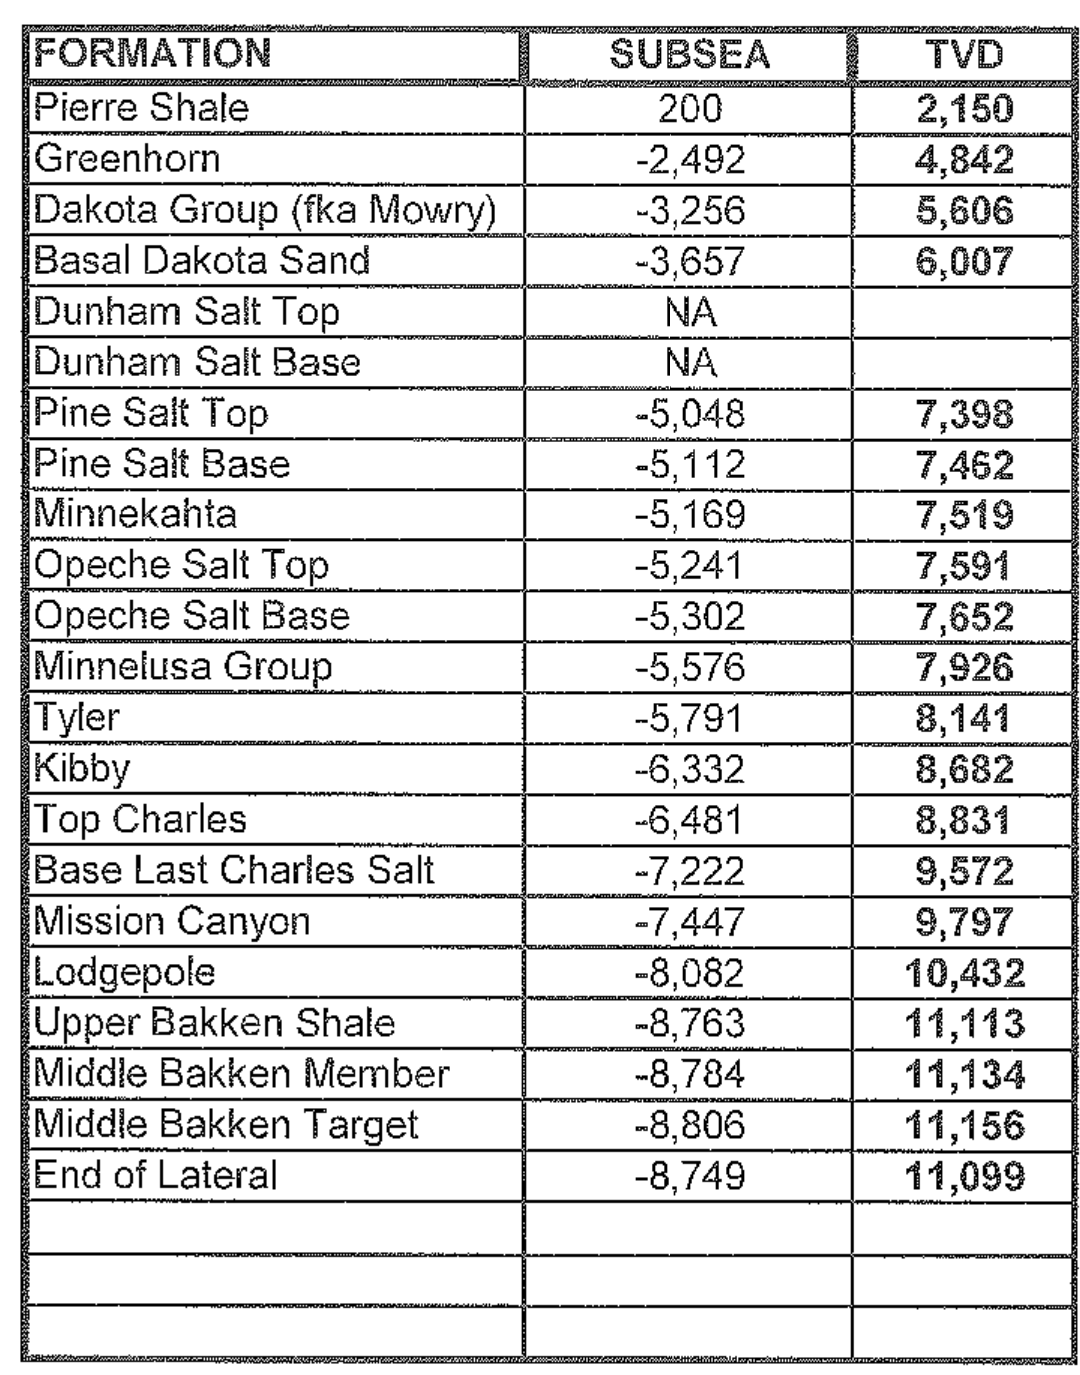 FORMATION SUBSEA TVD
Pierre Shale 200 2,150
Greenhorn -2,492 4,842
Dakota Group (fka Mowry) -3,256 5,606
Basal Dakota Sand -3,657 6,007
Dunham Salt Top NA
Dunham Salt Base NA
Pine Salt Top -5,048 7,398
Pine Salt Base -5,112 7,462
Minnekahta -5,169 7,519
Opeche Salt Top -5,241 7,591
Opeche Salt Base -5,302 7,652
Minnelusa Group -5,576 7,926
Tyler -5,791 8,141
Kibby -6,332 8,682
Top Charles -6,481 8,831
Base Last Charles Salt -7,222 9,572
Mission Canyon -7,447 9,797
Lodgepole -8,082 10,432
Upper Bakken Shale -8,763 11,113
Middle Bakken Member -8,784 11,134
Middle Bakken Target -8,806 11,156
End of Lateral -8,749 11,099